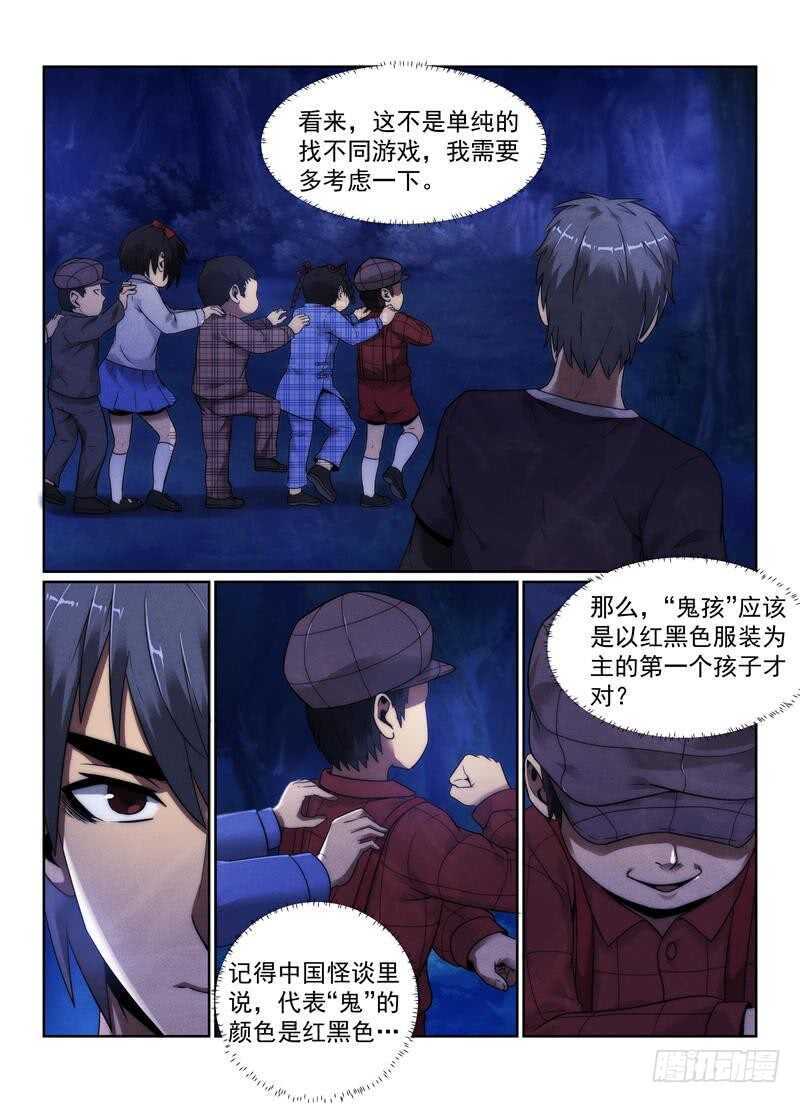 看来，这不是单纯的
找不同游戏，我需要
多考虑一下。
记得中国怪谈里
说，代表“鬼”的
颜色是红黑色…
那么，“鬼孩”应该
是以红黑色服装为
主的第一个孩子才
对？
腾讯动漫